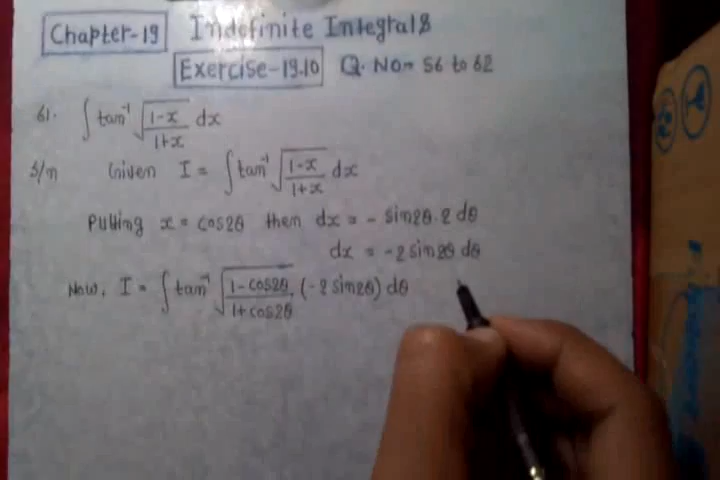 Chapter-19 Indefinite Integrals
Exercise-19.10 Q. NO- 56 to 62
61. ∫ tan⁻¹ √((1-x)/(1+x)) dx
S/n Given I = ∫ tan⁻¹ √((1-x)/(1+x)) dx
Putting x = cos2θ then dx = - sin2θ.2 dθ
dx = -2 sin2θ dθ
Now, I = ∫ tan⁻¹ √((1-cos2θ)/(1+cos2θ)) (-2 sin2θ) dθ